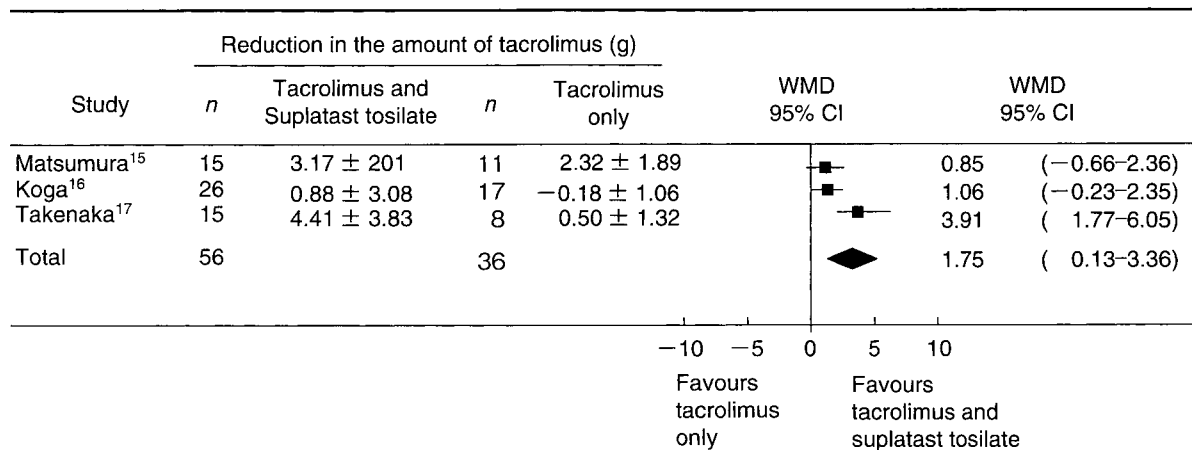 Reduction in the amount of tacrolimus (g)
Study n Tacrolimus and Suplatast tosilate n Tacrolimus only WMD 95% CI WMD 95% CI
Matsumura15 15 3.17 ± 201 11 2.32 ± 1.89 0.85 (−0.66–2.36)
Koga16 26 0.88 ± 3.08 17 −0.18 ± 1.06 1.06 (−0.23–2.35)
Takenaka17 15 4.41 ± 3.83 8 0.50 ± 1.32 3.91 ( 1.77–6.05)
Total 56 36 1.75 ( 0.13–3.36)
−10 −5 0 5 10
Favours tacrolimus only
Favours tacrolimus and suplatast tosilate